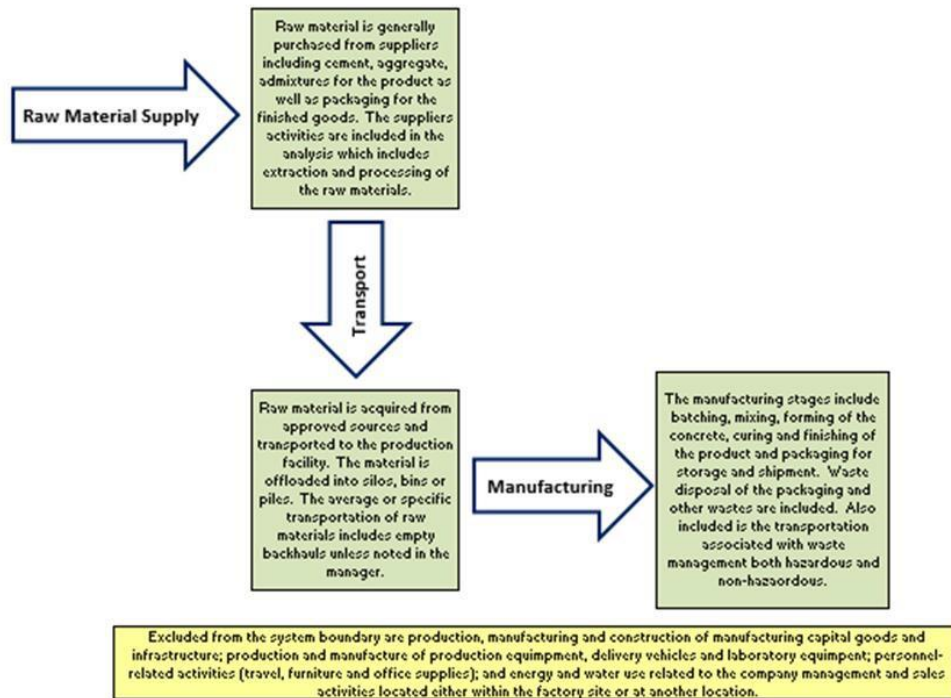 Raw material is generally
purchased from suppliers
including cement, aggregate,
admixtures for the product as
well as packaging for the
finished goods. The suppliers
activities are included in the
analysis which includes
extraction and processing of
the raw materials.
Raw Material Supply
Transport
Raw material is acquired from
approved sources and
transported to the production
facility. The material is
offloaded into silos, bins or
piles. The average or specific
transportation of raw
materials includes empty
backhauls unless noted in the
manager.
Manufacturing
The manufacturing stages include
batching, mixing, forming of the
concrete, curing and finishing of
the product and packaging for
storage and shipment. Waste
disposal of the packaging and
other wastes are included. Also
included is the transportation
associated with waste
management both hazardous and
non-hazaordous.
Excluded from the system boundary are production, manufacturing and construction of manufacturing capital goods and
infrastructure; production and manufacture of production equimpment, delivery vehicles and laboratory equimpent; personnel-
related activities (travel, furniture and office supplies); and energy and water use related to the company management and sales
activities located either within the factory site or at another location.